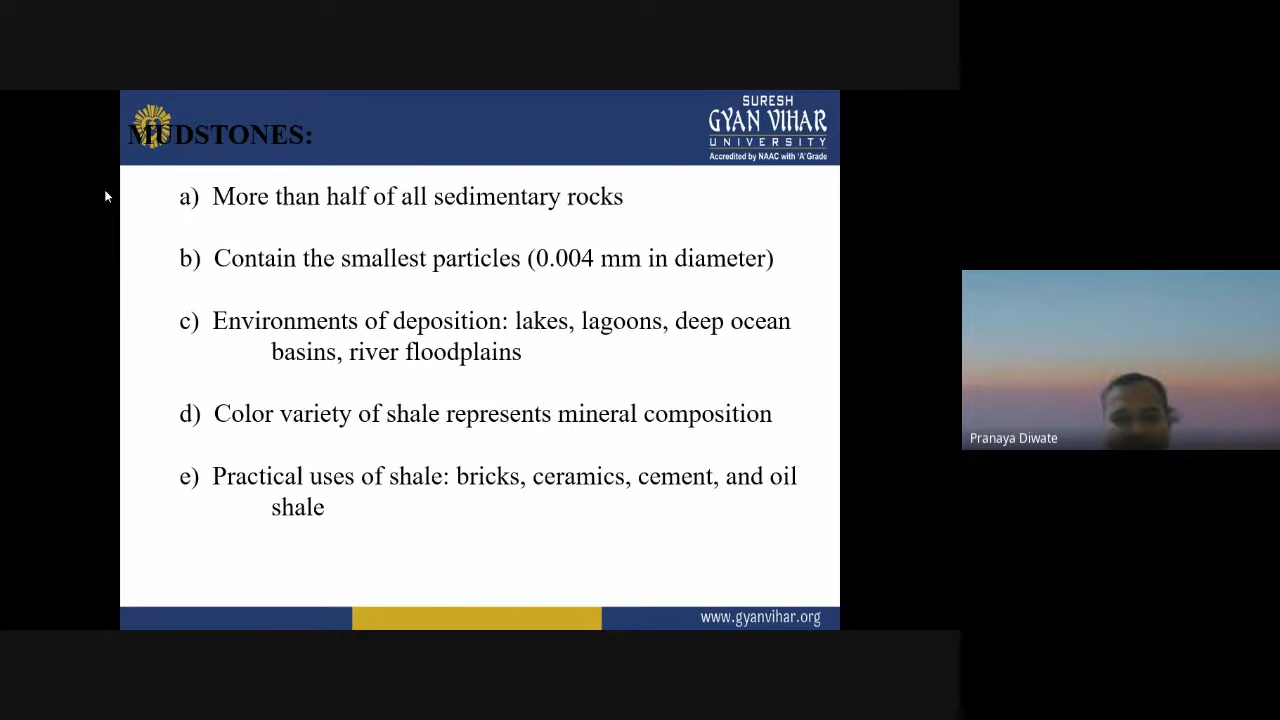 MUDSTONES:
SURESH
GYAN VIHAR
UNIVERSITY
Accredited by NAAC with 'A' Grade
a) More than half of all sedimentary rocks
b) Contain the smallest particles (0.004 mm in diameter)
c) Environments of deposition: lakes, lagoons, deep ocean
basins, river floodplains
d) Color variety of shale represents mineral composition
e) Practical uses of shale: bricks, ceramics, cement, and oil
shale
www.gyanvihar.org
Pranaya Diwate